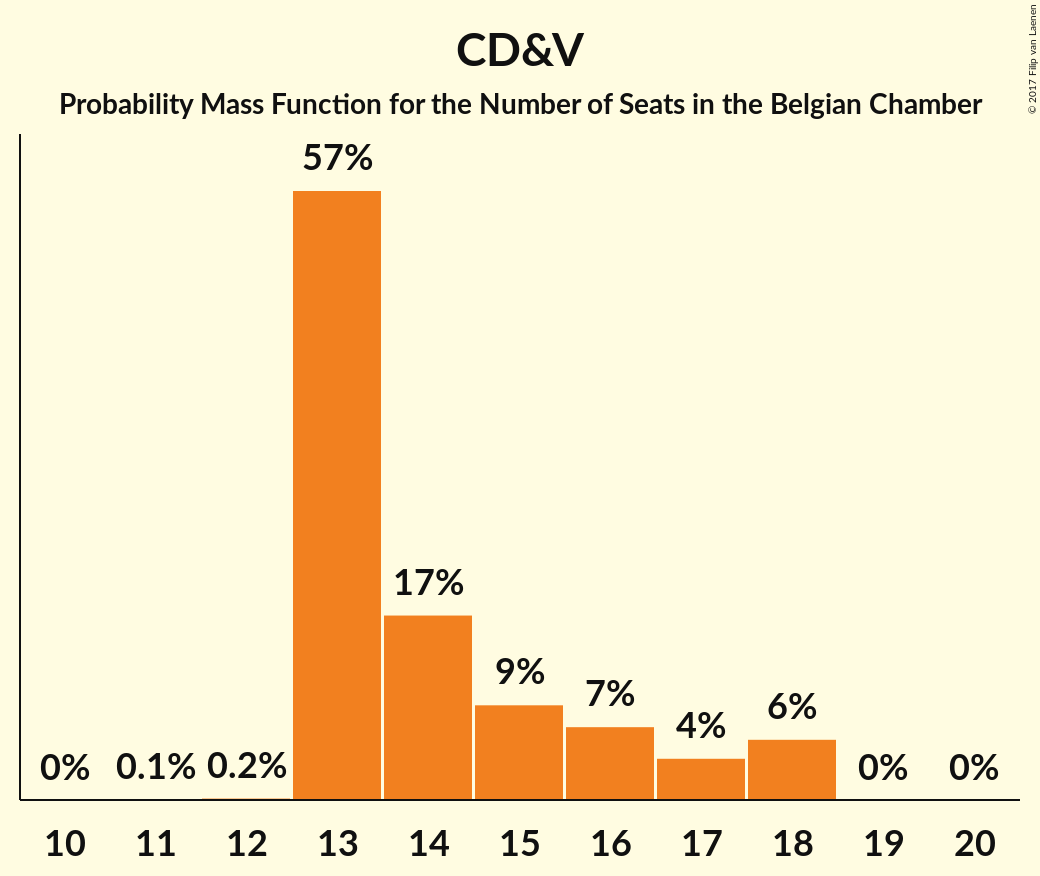 CD&V
Probability Mass Function for the Number of Seats in the Belgian Chamber
© 2017 Filip van Laenen
57%
17%
9%
7%
4%
6%
0%
0.1%
0.2%
0%
0%
10 11 12 13 14 15 16 17 18 19 20